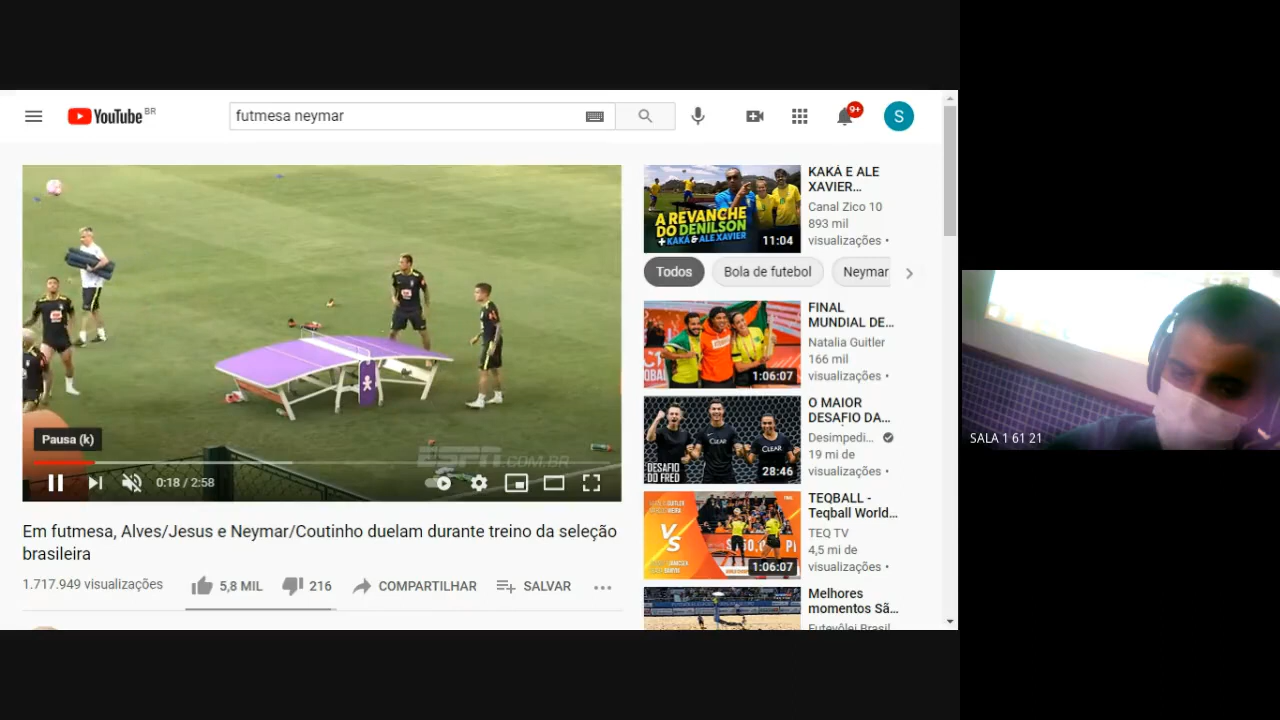 YouTube BR
futmesa neymar
9+
S
Pausa (k)
0:18 / 2:58
ESPN.COM.BR
Em futmesa, Alves/Jesus e Neymar/Coutinho duelam durante treino da seleção
brasileira
1.717.949 visualizações
5,8 MIL
216
COMPARTILHAR
SALVAR
A REVANCHE
DO DENILSON
+ KAKÁ & ALE XAVIER
11:04
KAKÁ E ALE
XAVIER...
Canal Zico 10
893 mil
visualizações •
Todos
Bola de futebol
Neymar
1:06:07
FINAL
MUNDIAL DE...
Natalia Guitler
166 mil
visualizações •
CLEAR
CLEAR
DESAFIO
DO FRED
28:46
O MAIOR
DESAFIO DA...
Desimpedi...
19 mi de
visualizações •
VS
1:06:07
TEQBALL -
Teqball World...
TEQ TV
4,5 mi de
visualizações •
Melhores
momentos Sã...
Futevôlei Brasil
SALA 1 61 21